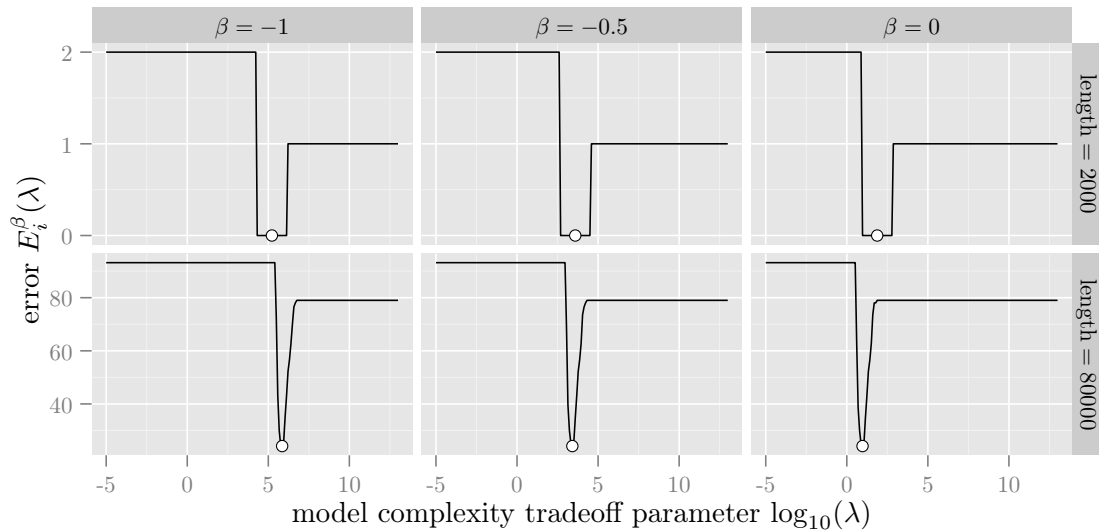 β = −1
β = −0.5
β = 0
2
1
0
length = 2000
error E_i^β(λ)
80
60
40
length = 80000
-5 0 5 10 -5 0 5 10 -5 0 5 10
model complexity tradeoff parameter log₁₀(λ)